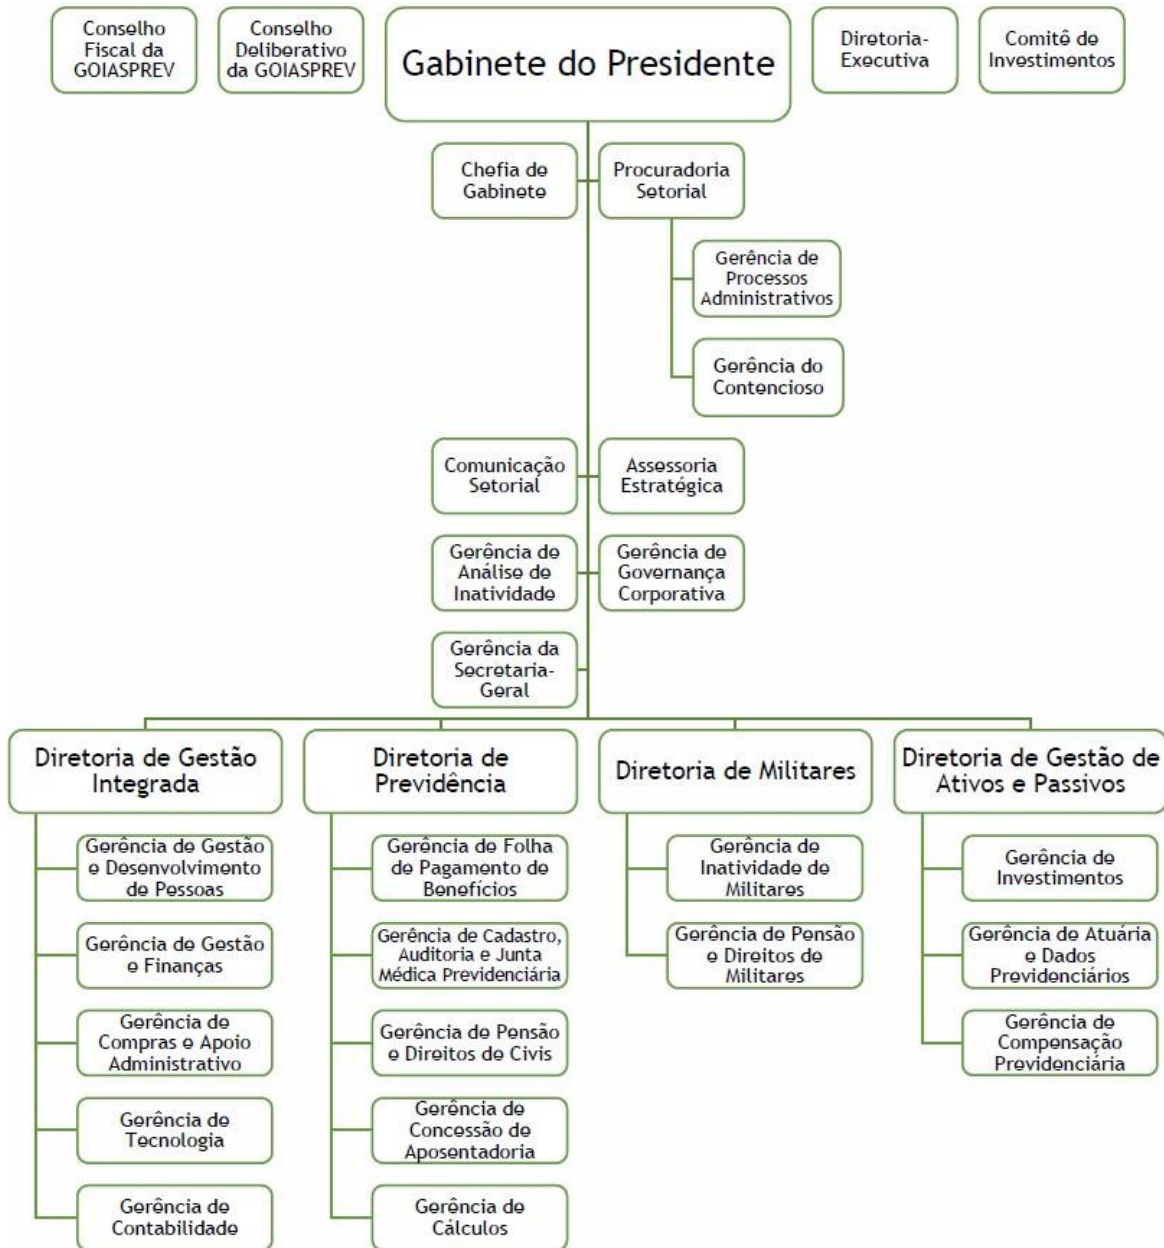 Conselho
Fiscal da
GOIASPREV
Conselho
Deliberativo
da GOIASPREV
Gabinete do Presidente
Diretoria-
Executiva
Comitê de
Investimentos
Chefia de
Gabinete
Procuradoria
Setorial
Gerência de
Processos
Administrativos
Gerência do
Contencioso
Comunicação
Setorial
Assessoria
Estratégica
Gerência de
Análise de
Inatividade
Gerência de
Governança
Corporativa
Gerência da
Secretaria-
Geral
Diretoria de Gestão
Integrada
Gerência de Gestão
e Desenvolvimento
de Pessoas
Gerência de Gestão
e Finanças
Gerência de
Compras e Apoio
Administrativo
Gerência de
Tecnologia
Gerência de
Contabilidade
Diretoria de
Previdência
Gerência de Folha
de Pagamento de
Benefícios
Gerência de Cadastro,
Auditoria e Junta
Médica Previdenciária
Gerência de Pensão
e Direitos de Civis
Gerência de
Concessão de
Aposentadoria
Gerência de
Cálculos
Diretoria de Militares
Gerência de
Inatividade de
Militares
Gerência de Pensão
e Direitos de
Militares
Diretoria de Gestão de
Ativos e Passivos
Gerência de
Investimentos
Gerência de Atuária
e Dados
Previdenciários
Gerência de
Compensação
Previdenciária